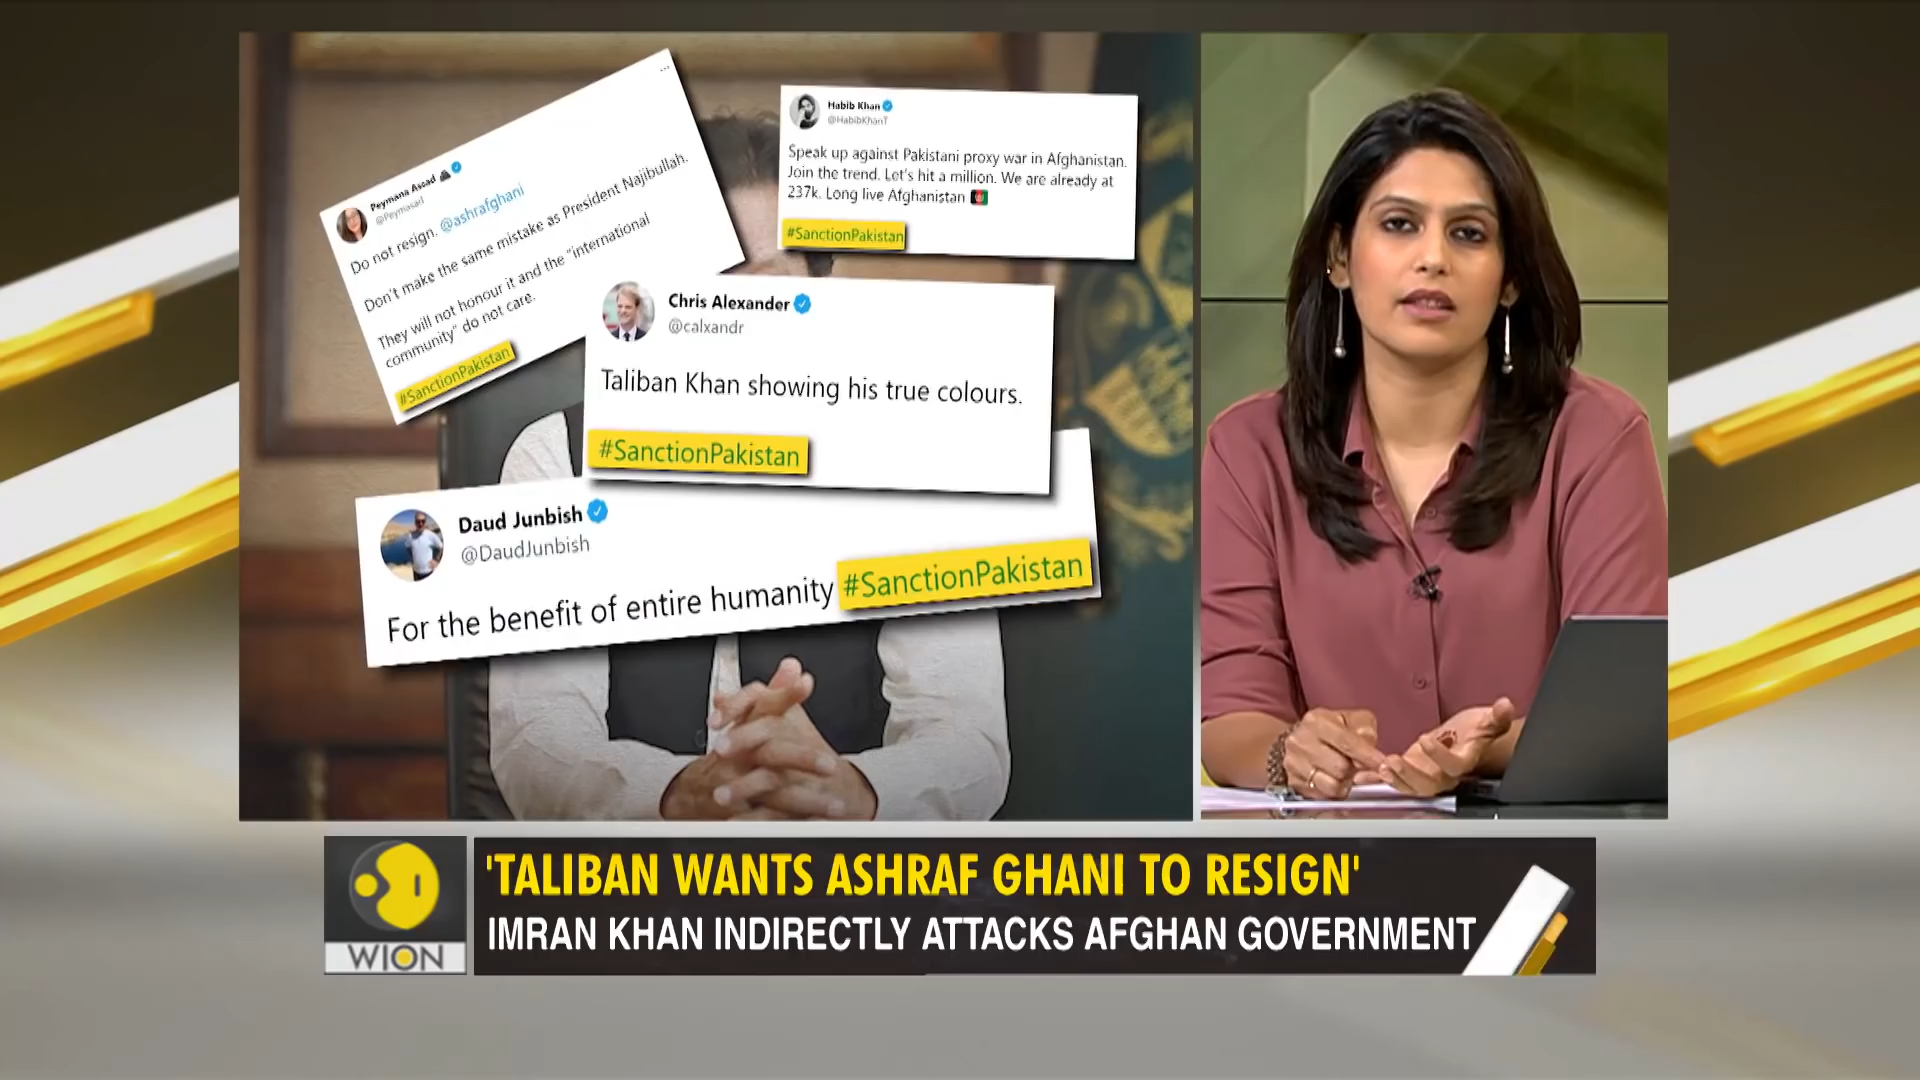 Peymana Assad
@Peymasad
Do not resign. @ashrafghani
Don't make the same mistake as President Najibullah.
They will not honour it and the "international
community" do not care.
#SanctionPakistan
Habib Khan
@HabibKhanT
Speak up against Pakistani proxy war in Afghanistan.
Join the trend. Let's hit a million. We are already at
237k. Long live Afghanistan 🇦🇫
#SanctionPakistan
Chris Alexander
@calxandr
Taliban Khan showing his true colours.
#SanctionPakistan
Daud Junbish
@DaudJunbish
For the benefit of entire humanity #SanctionPakistan
'TALIBAN WANTS ASHRAF GHANI TO RESIGN'
IMRAN KHAN INDIRECTLY ATTACKS AFGHAN GOVERNMENT
WION